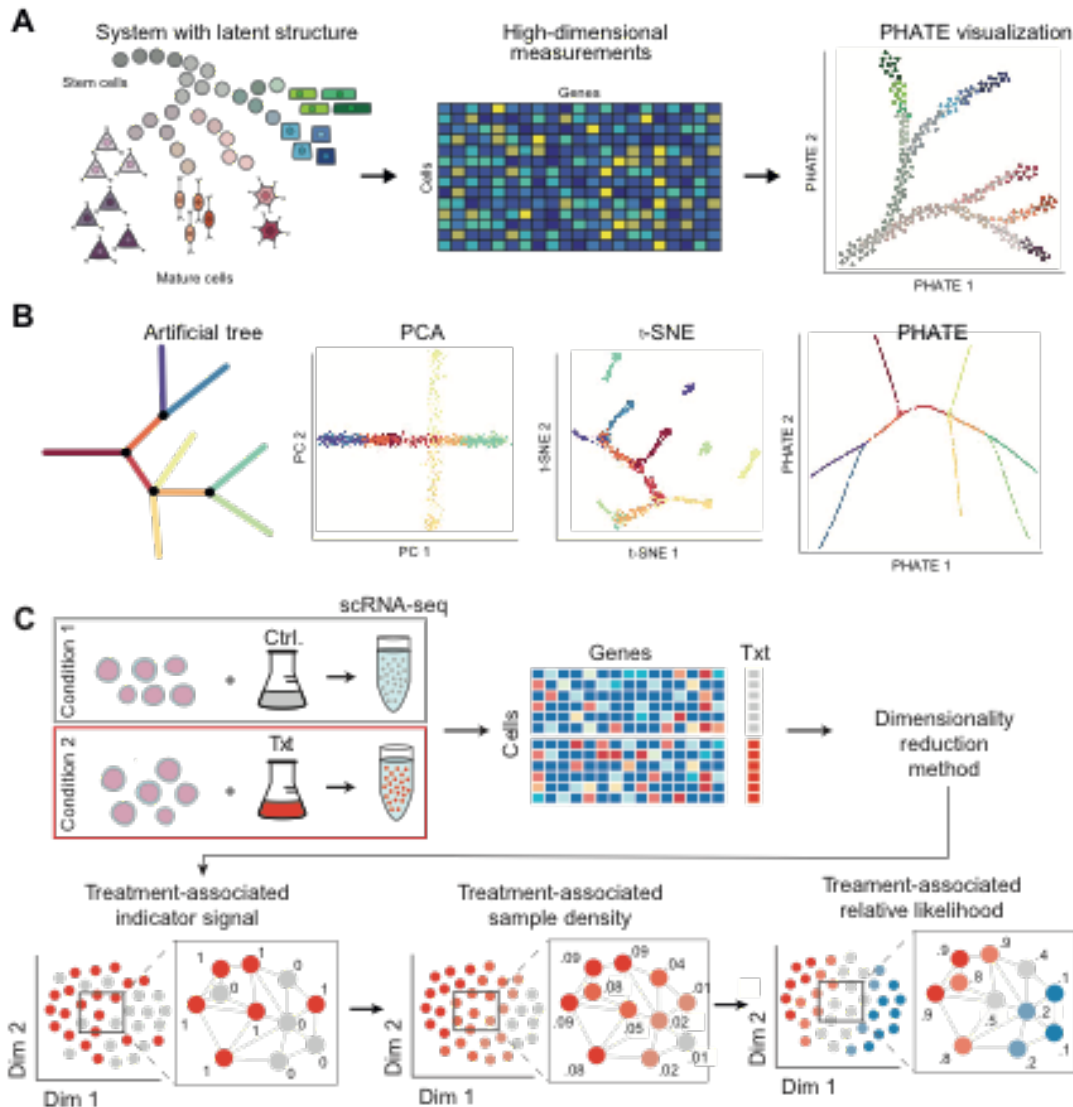 A
System with latent structure
Stem cells
Mature cells
High-dimensional
measurements
Genes
Cells
PHATE visualization
PHATE 2
PHATE 1
B
Artificial tree
PCA
PC 2
PC 1
t-SNE
t-SNE 2
t-SNE 1
PHATE
PHATE 2
PHATE 1
C
scRNA-seq
Condition 1
Ctrl.
+
Condition 2
Txt
+
Genes
Txt
Cells
Dimensionality
reduction
method
Treatment-associated
indicator signal
Dim 2
Dim 1
1
1
1
0
0
1
1
1
0
1
0
Treatment-associated
sample density
Dim 2
Dim 1
.09
.09
.04
.08
.01
.09
.05
.02
.08
.02
.01
Treament-associated
relative likelihood
Dim 2
Dim 1
.9
.9
.4
.8
.1
.9
.5
.2
.8
.2
.1